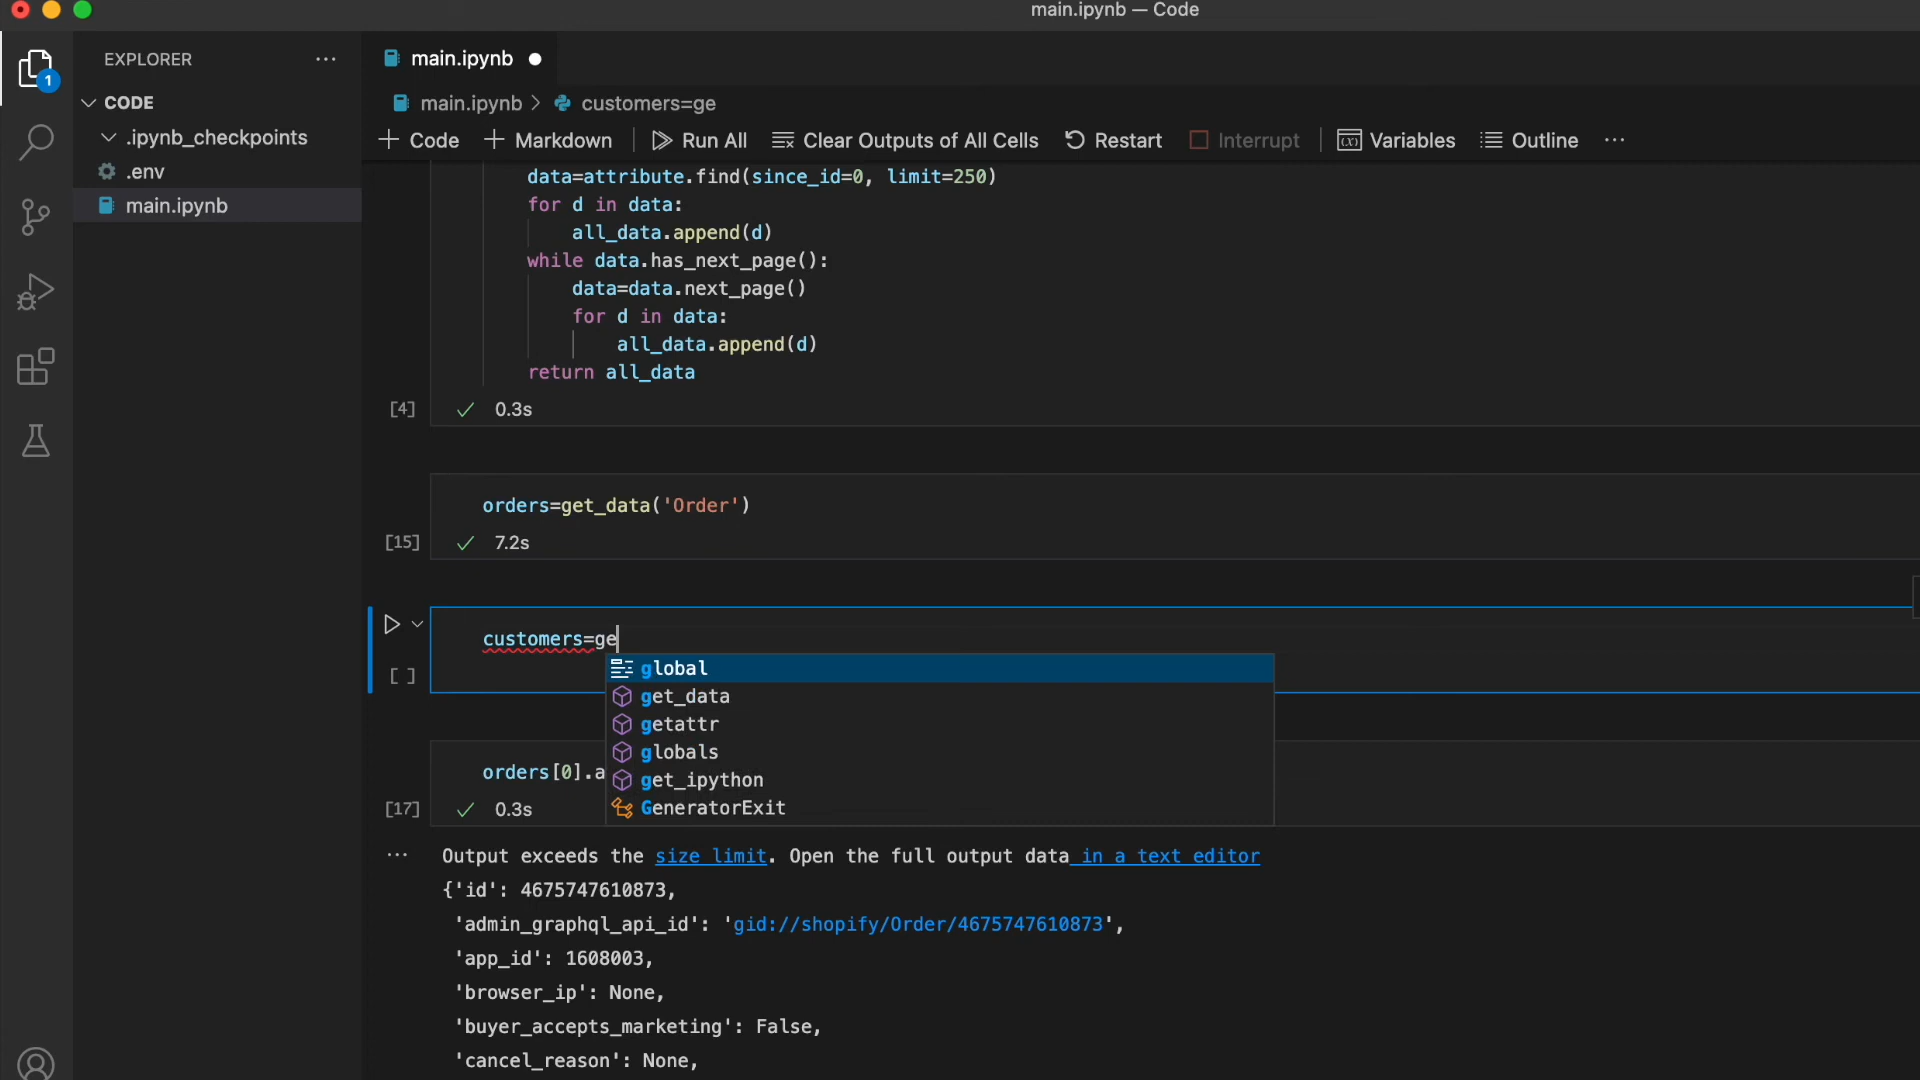 main.ipynb — Code
EXPLORER
main.ipynb
1
CODE
main.ipynb > customers=ge
.ipynb_checkpoints
+ Code + Markdown Run All Clear Outputs of All Cells Restart Interrupt Variables Outline ...
.env
main.ipynb
data=attribute.find(since_id=0, limit=250)
for d in data:
all_data.append(d)
while data.has_next_page():
data=data.next_page()
for d in data:
all_data.append(d)
return all_data
[4] 0.3s
orders=get_data('Order')
[15] 7.2s
customers=ge
[ ]
global
get_data
getattr
globals
get_ipython
GeneratorExit
orders[0].a
[17] 0.3s
Output exceeds the size limit. Open the full output data in a text editor
{'id': 4675747610873,
'admin_graphql_api_id': 'gid://shopify/Order/4675747610873',
'app_id': 1608003,
'browser_ip': None,
'buyer_accepts_marketing': False,
'cancel_reason': None,